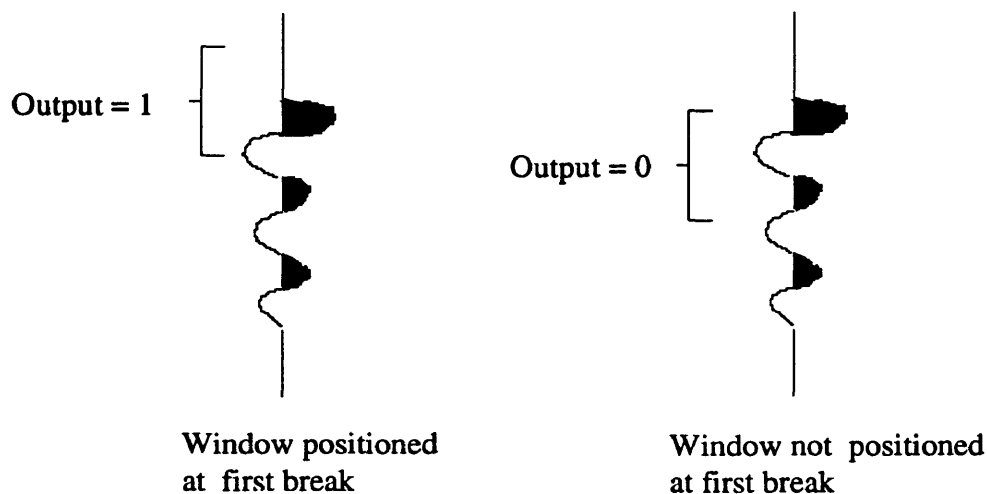 Output = 1
Output = 0
Window positioned
at first break
Window not positioned
at first break